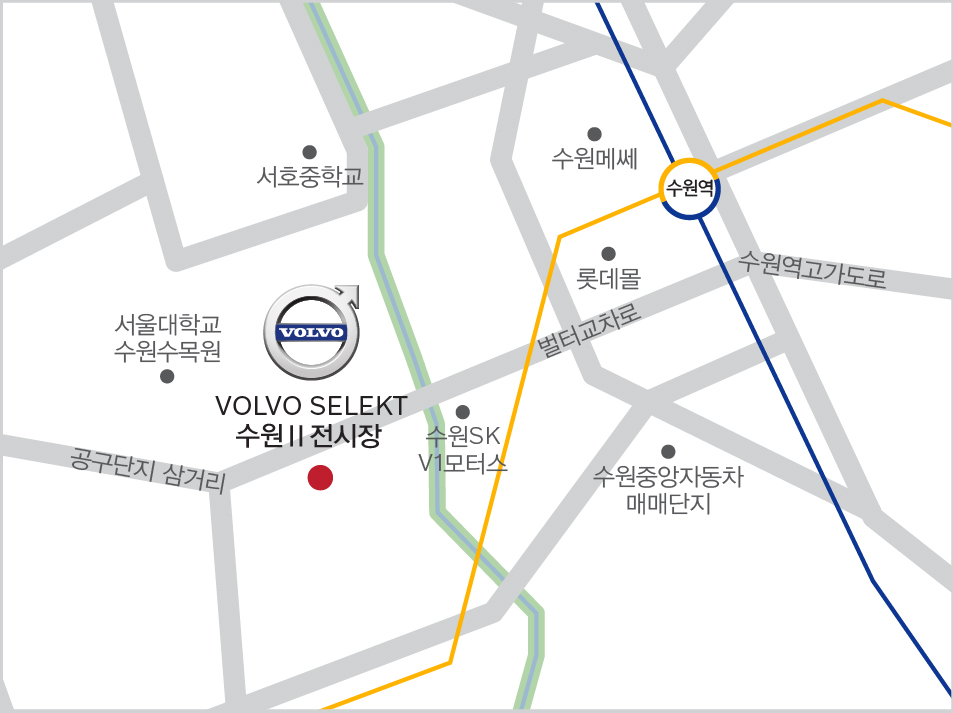 수원메쎄
서호중학교
수원역
롯데몰
수원역고가도로
서울대학교
수원수목원
VOLVO
벌터교차로
VOLVO SELEKT
수원 II 전시장
수원SK
V1모터스
공구단지 삼거리
수원중앙자동차
매매단지